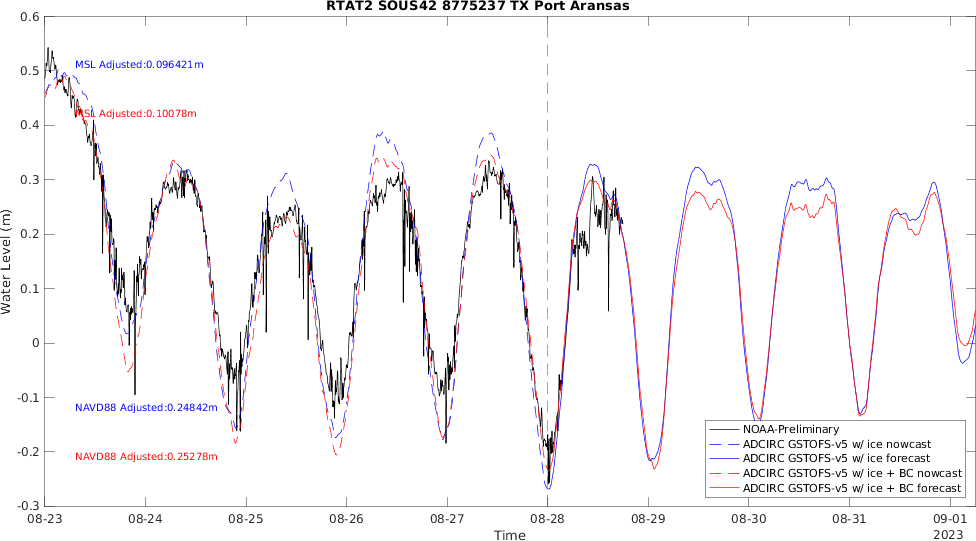 RTAT2 SOUS42 8775237 TX Port Aransas
0.6
0.5
0.4
0.3
0.2
0.1
0
-0.1
-0.2
-0.3
Water Level (m)
MSL Adjusted:0.096421m
MSL Adjusted:0.10078m
NAVD88 Adjusted:0.24842m
NAVD88 Adjusted:0.25278m
NOAA-Preliminary
ADCIRC GSTOFS-v5 w/ ice nowcast
ADCIRC GSTOFS-v5 w/ ice forecast
ADCIRC GSTOFS-v5 w/ice + BC nowcast
ADCIRC GSTOFS-v5 w/ice + BC forecast
08-23 08-24 08-25 08-26 08-27 08-28 08-29 08-30 08-31 09-01
2023
Time